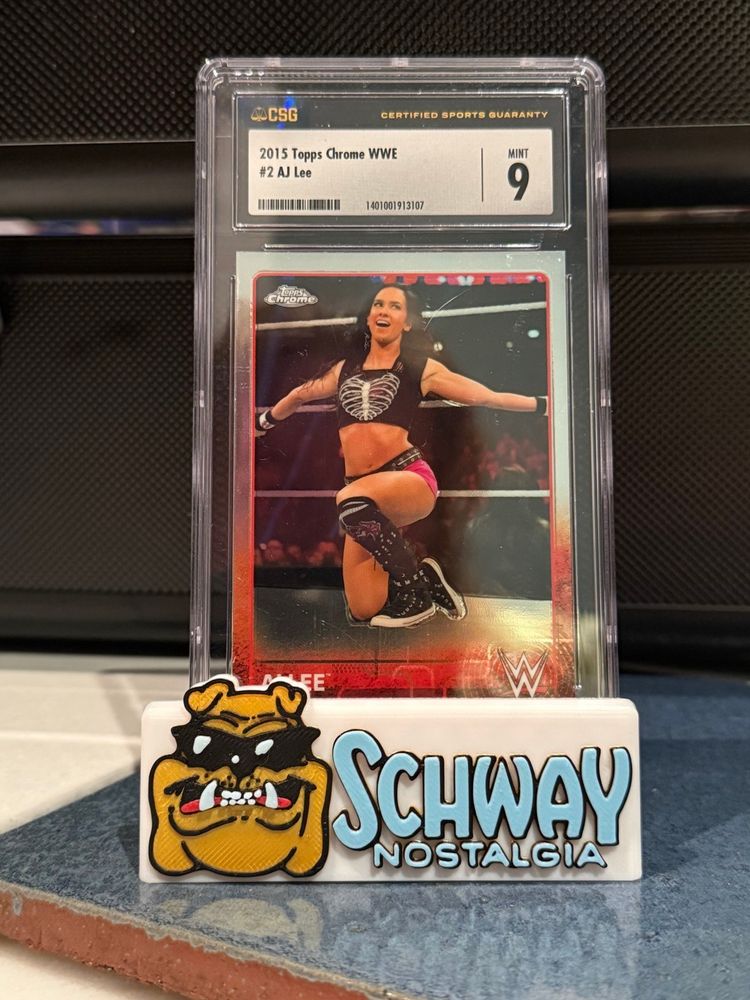 CSG
CERTIFIED SPORTS GUARANTY
2015 Topps Chrome WWE
#2 AJ Lee
MINT
9
1401001913107
Topps
Chrome
AJ LEE
W
SCHWAY
NOSTALGIA